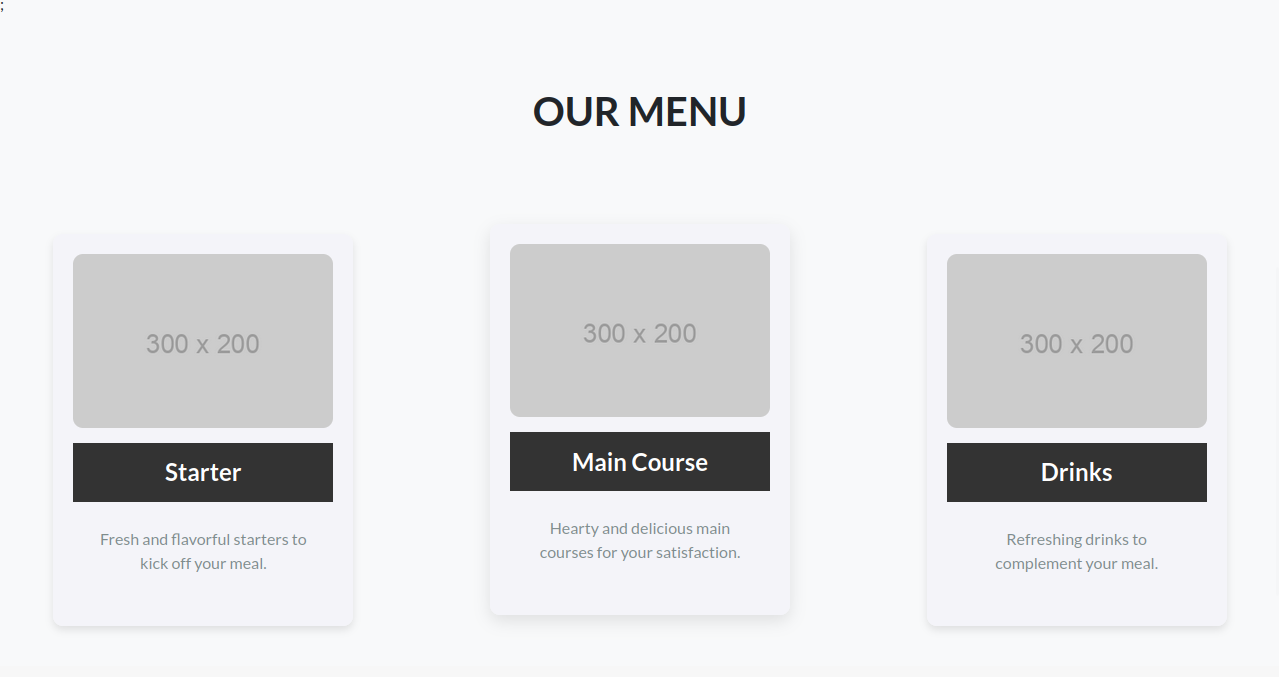 ;
OUR MENU
300 x 200
Starter
Fresh and flavorful starters to
kick off your meal.
300 x 200
Main Course
Hearty and delicious main
courses for your satisfaction.
300 x 200
Drinks
Refreshing drinks to
complement your meal.